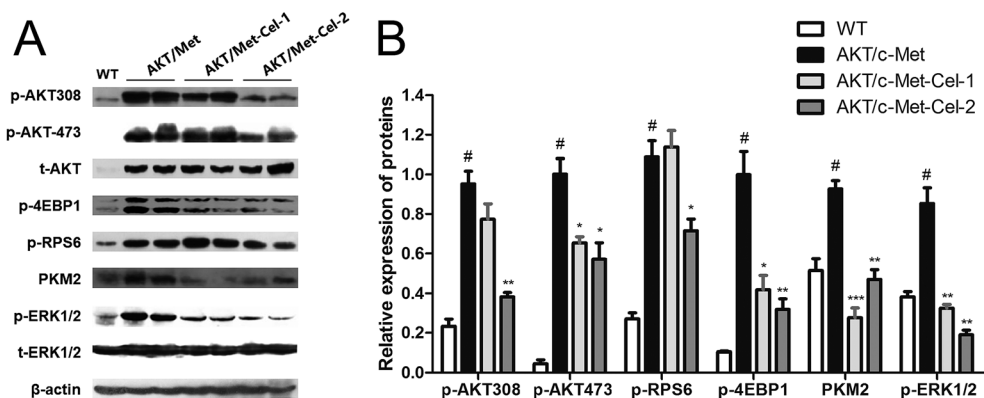 A
WT
AKT/Met
AKT/Met-Cel-1
AKT/Met-Cel-2
p-AKT308
p-AKT-473
t-AKT
p-4EBP1
p-RPS6
PKM2
p-ERK1/2
t-ERK1/2
β-actin
B
WT
AKT/c-Met
AKT/c-Met-Cel-1
AKT/c-Met-Cel-2
Relative expression of proteins
1.4
1.2
1.0
0.8
0.6
0.4
0.2
0.0
#
**
#
*
*
#
*
#
*
**
#
***
**
#
**
**
p-AKT308
p-AKT473
p-RPS6
p-4EBP1
PKM2
p-ERK1/2